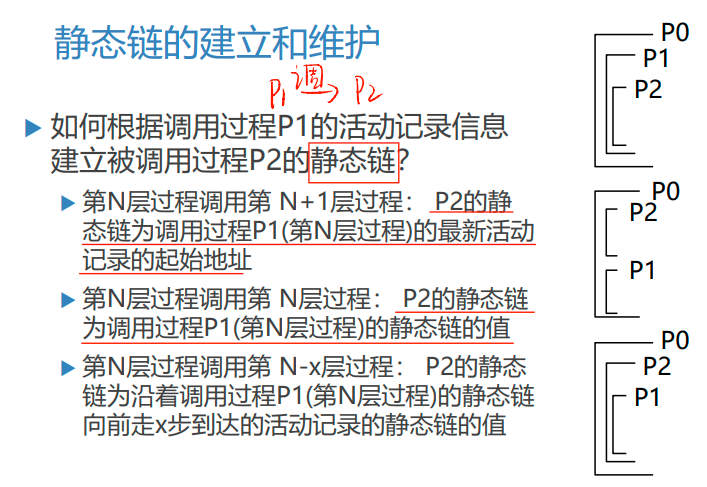 静态链的建立和维护
P1 调→ P2
如何根据调用过程P1的活动记录信息
建立被调用过程P2的静态链?
第N层过程调用第 N+1层过程： P2的静
态链为调用过程P1(第N层过程)的最新活动
记录的起始地址
第N层过程调用第 N层过程： P2的静态链
为调用过程P1(第N层过程)的静态链的值
第N层过程调用第 N-x层过程： P2的静态
链为沿着调用过程P1(第N层过程)的静态链
向前走x步到达的活动记录的静态链的值
P0
P1
P2
P0
P2
P1
P0
P2
P1